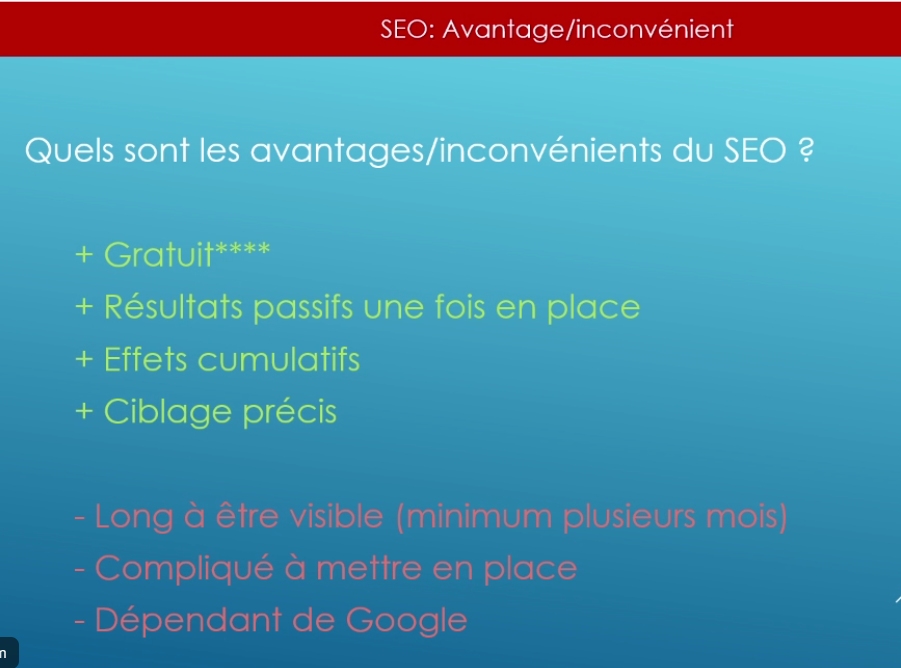 SEO: Avantage/inconvénient
Quels sont les avantages/inconvénients du SEO ?
+ Gratuit****
+ Résultats passifs une fois en place
+ Effets cumulatifs
+ Ciblage précis
- Long à être visible (minimum plusieurs mois)
- Compliqué à mettre en place
- Dépendant de Google